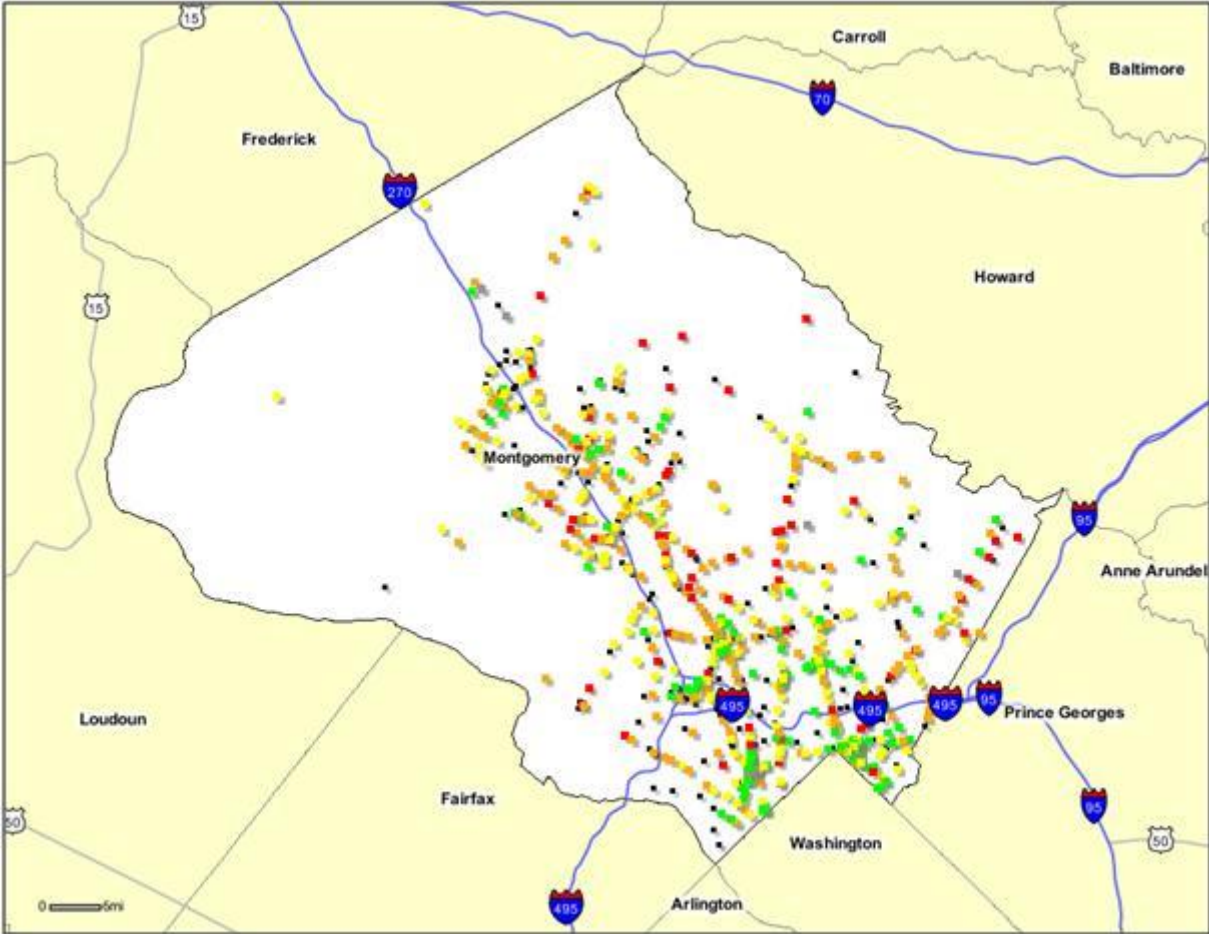 15
Carroll
Baltimore
70
Frederick
270
Howard
15
Montgomery
95
Anne Arundel
495
495
495
95
Prince Georges
Loudoun
Fairfax
95
50
50
Washington
0 5mi
Arlington
495